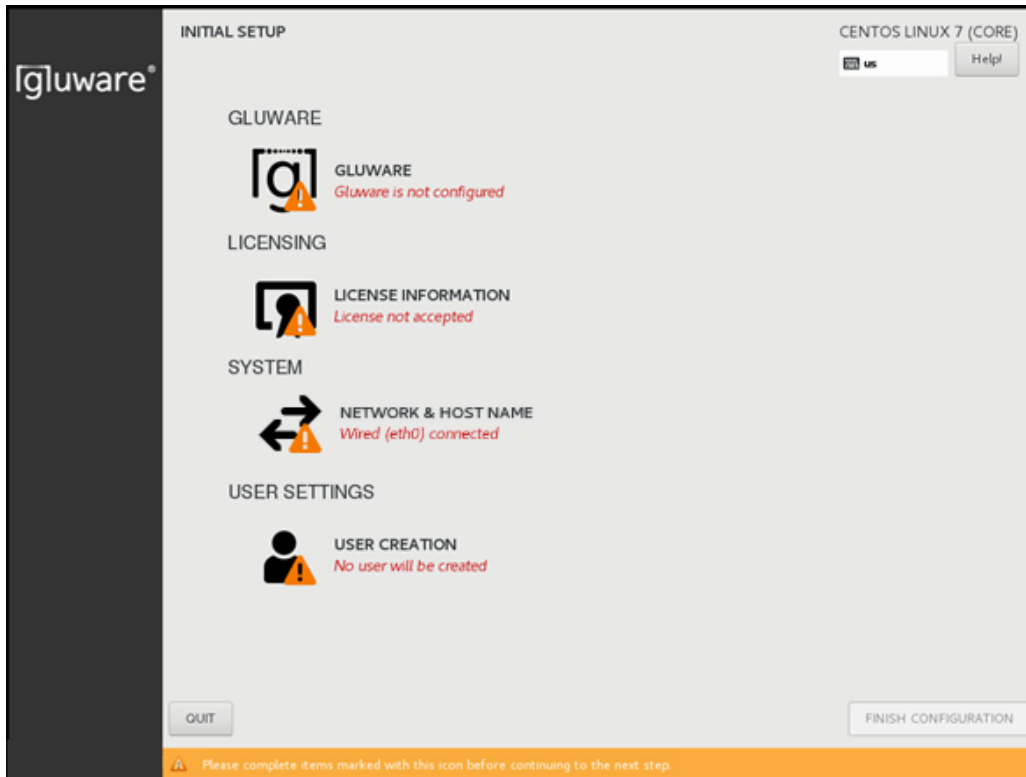 INITIAL SETUP
CENTOS LINUX 7 (CORE)
us
Help!
[g]luware®
GLUWARE
[g]
GLUWARE
Gluware is not configured
LICENSING
LICENSE INFORMATION
License not accepted
SYSTEM
NETWORK & HOST NAME
Wired (eth0) connected
USER SETTINGS
USER CREATION
No user will be created
QUIT
FINISH CONFIGURATION
Please complete items marked with this icon before continuing to the next step.